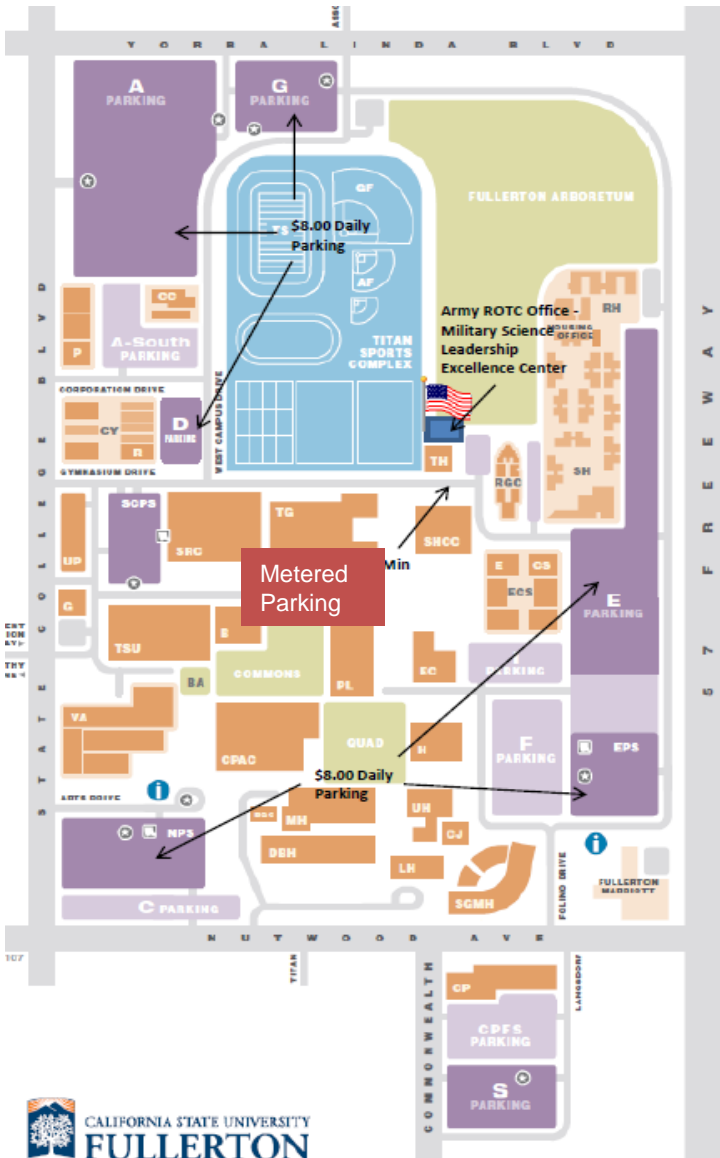 ASSO
YORBA LINDA BLVD
A
PARKING
G
PARKING
GF
FULLERTON ARBORETUM
TS
$8.00 Daily
Parking
AF
CC
RH
HOUSING
OFFICE
Army ROTC Office -
Military Science
Leadership
Excellence Center
A-South
PARKING
P
TITAN
SPORTS
COMPLEX
CORPORATION DRIVE
WEST CAMPUS DRIVE
D
PARKING
CY
GYMNASIUM DRIVE
TH
RGC
SH
SCPS
SRC
TG
SHCC
UP
Min
Metered
Parking
E
CS
ECS
E
PARKING
G
TSU
B
COMMONS
PL
EC
PARKING
BA
VA
CPAC
QUAD
H
F
PARKING
EPS
$8.00 Daily
Parking
ARTS DRIVE
NPS
MH
UH
CJ
DBH
LH
SGMH
FOLINO DRIVE
FULLERTON
MARRIOTT
C PARKING
STATE COLLEGE BLVD
57 FREEWAY
NUTWOOD AVE
TITAN
COMMONWEALTH
LANGSDORF
CP
CPFS
PARKING
S
PARKING
CALIFORNIA STATE UNIVERSITY
FULLERTON